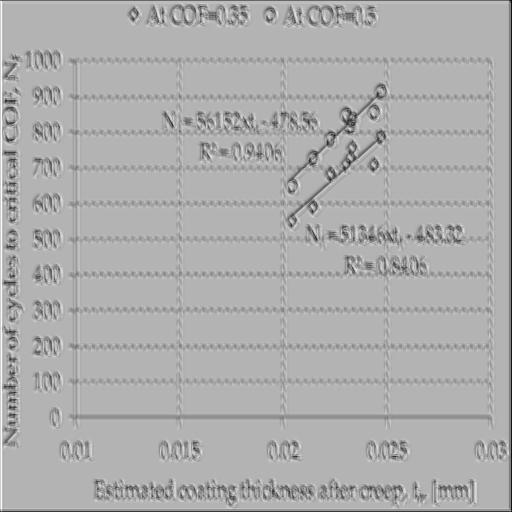 At COF=0.35 At COF=0.5
Number of cycles to critical COF, Nf
1000
900
800
700
600
500
400
300
200
100
0
Nf = 56152xtr - 478.56
R² = 0.9406
Nf = 51346xtr - 483.32
R² = 0.8406
0.01 0.015 0.02 0.025 0.03
Estimated coating thickness after creep, tr, [mm]